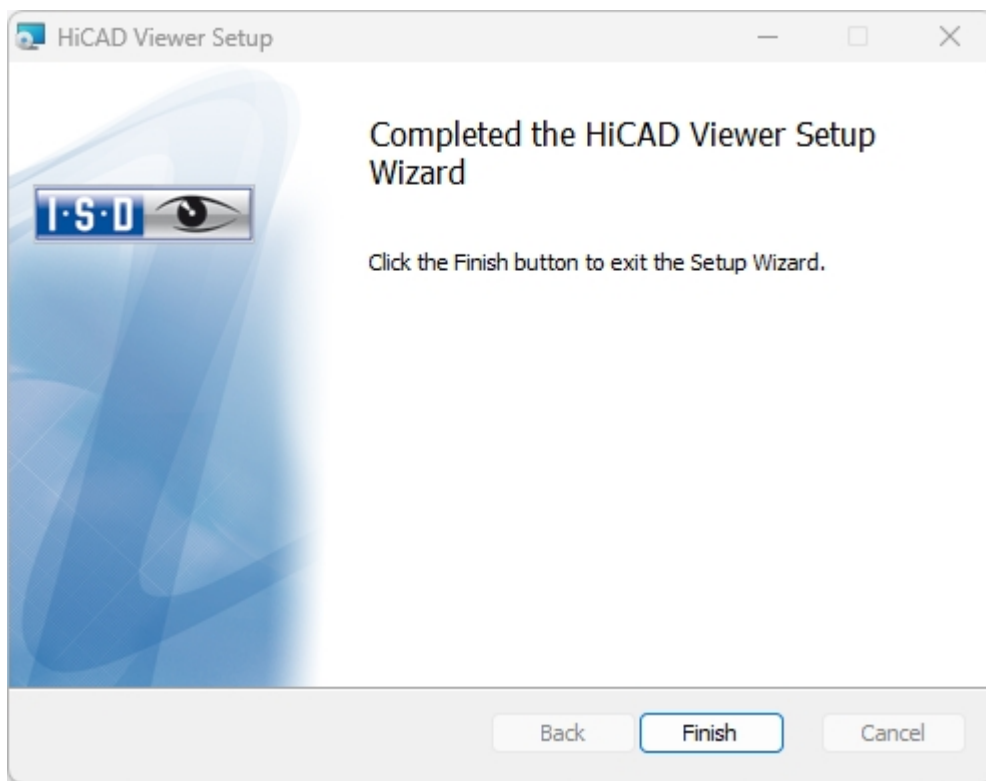 HiCAD Viewer Setup
Completed the HiCAD Viewer Setup
Wizard
I·S·D
Click the Finish button to exit the Setup Wizard.
Back Finish Cancel